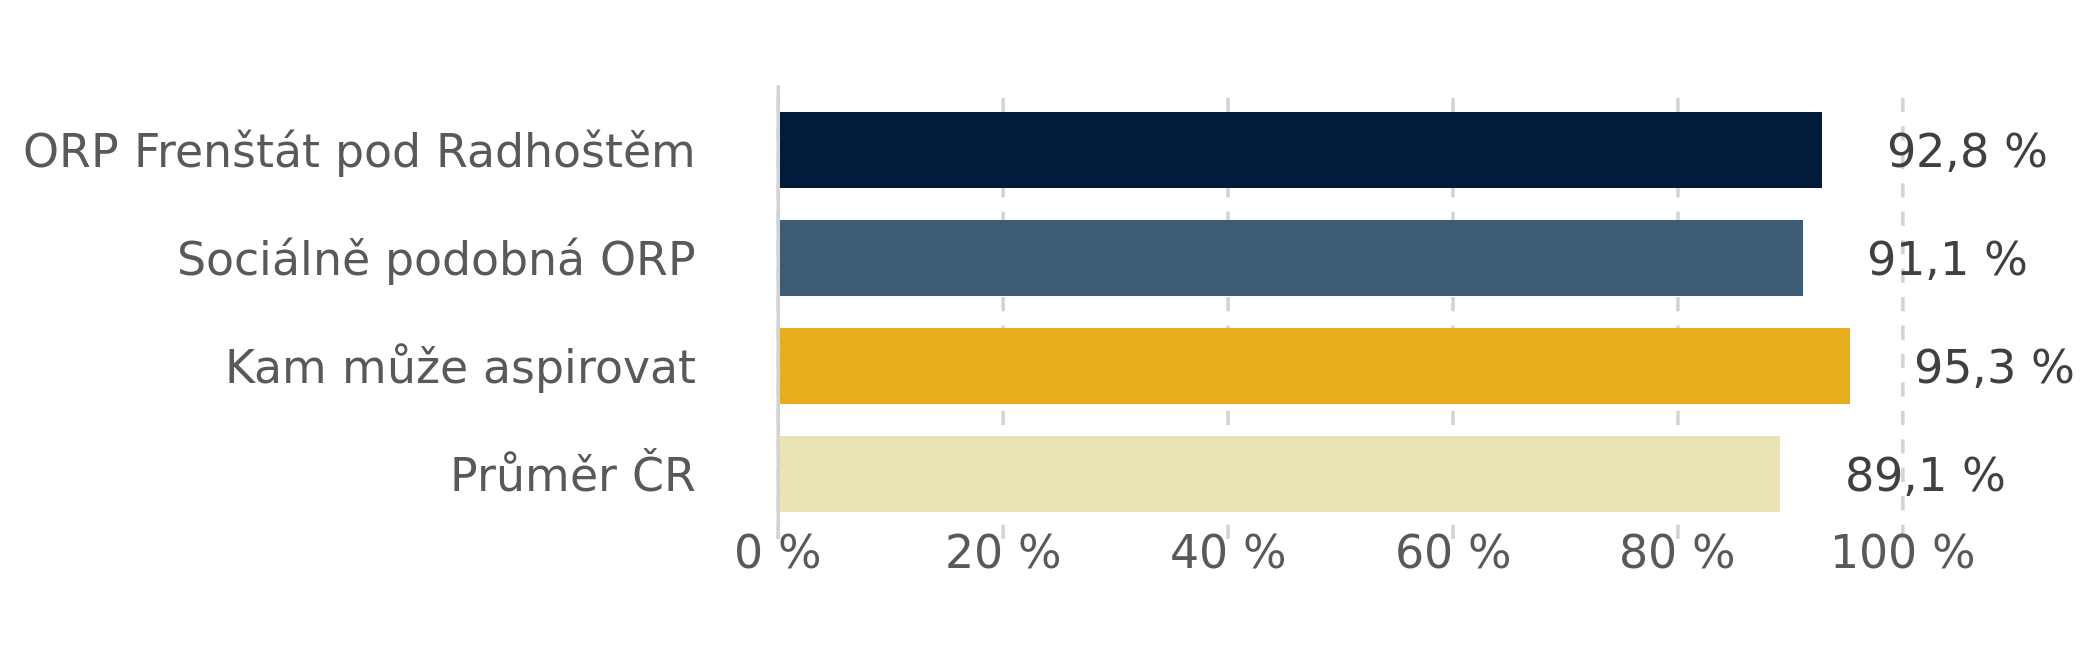 ORP Frenštát pod Radhoštěm 92,8 %
Sociálně podobná ORP 91,1 %
Kam může aspirovat 95,3 %
Průměr ČR 89,1 %
0 % 20 % 40 % 60 % 80 % 100 %